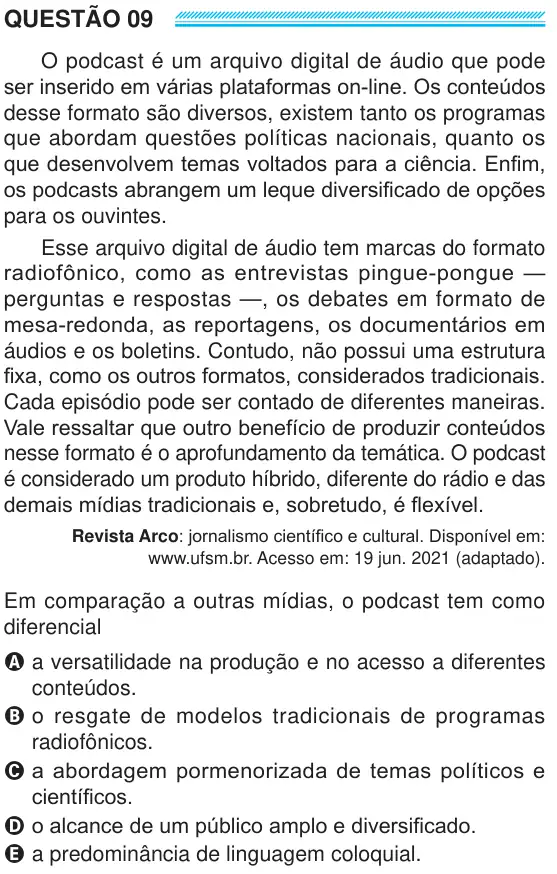 QUESTÃO 09
O podcast é um arquivo digital de áudio que pode
ser inserido em várias plataformas on-line. Os conteúdos
desse formato são diversos, existem tanto os programas
que abordam questões políticas nacionais, quanto os
que desenvolvem temas voltados para a ciência. Enfim,
os podcasts abrangem um leque diversificado de opções
para os ouvintes.
Esse arquivo digital de áudio tem marcas do formato
radiofônico, como as entrevistas pingue-pongue —
perguntas e respostas —, os debates em formato de
mesa-redonda, as reportagens, os documentários em
áudios e os boletins. Contudo, não possui uma estrutura
fixa, como os outros formatos, considerados tradicionais.
Cada episódio pode ser contado de diferentes maneiras.
Vale ressaltar que outro benefício de produzir conteúdos
nesse formato é o aprofundamento da temática. O podcast
é considerado um produto híbrido, diferente do rádio e das
demais mídias tradicionais e, sobretudo, é flexível.
Revista Arco: jornalismo científico e cultural. Disponível em:
www.ufsm.br. Acesso em: 19 jun. 2021 (adaptado).
Em comparação a outras mídias, o podcast tem como
diferencial
A a versatilidade na produção e no acesso a diferentes
conteúdos.
B o resgate de modelos tradicionais de programas
radiofônicos.
C a abordagem pormenorizada de temas políticos e
científicos.
D o alcance de um público amplo e diversificado.
E a predominância de linguagem coloquial.